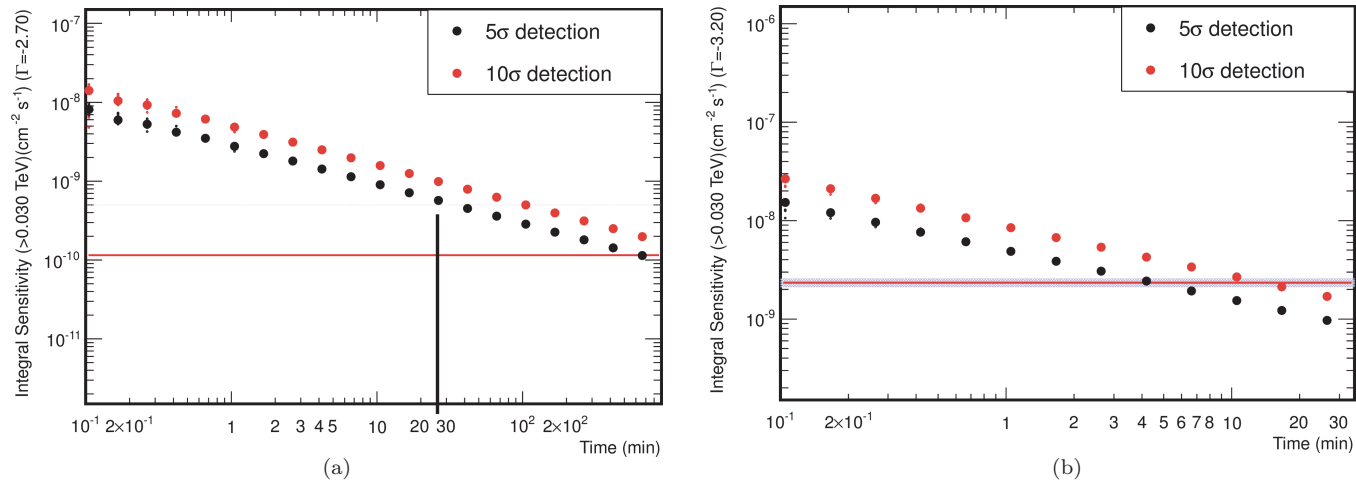 Integral Sensitivity (>0.030 TeV)(cm⁻² s⁻¹) (Γ=-2.70)
10⁻⁷
10⁻⁸
10⁻⁹
10⁻¹⁰
10⁻¹¹
5σ detection
10σ detection
10⁻¹ 2×10⁻¹ 1 2 3 4 5 10 20 30 10² 2×10²
Time (min)
(a)
Integral Sensitivity (>0.030 TeV)(cm⁻² s⁻¹) (Γ=-3.20)
10⁻⁶
10⁻⁷
10⁻⁸
10⁻⁹
5σ detection
10σ detection
10⁻¹ 2×10⁻¹ 1 2 3 4 5 6 7 8 10 20 30
Time (min)
(b)